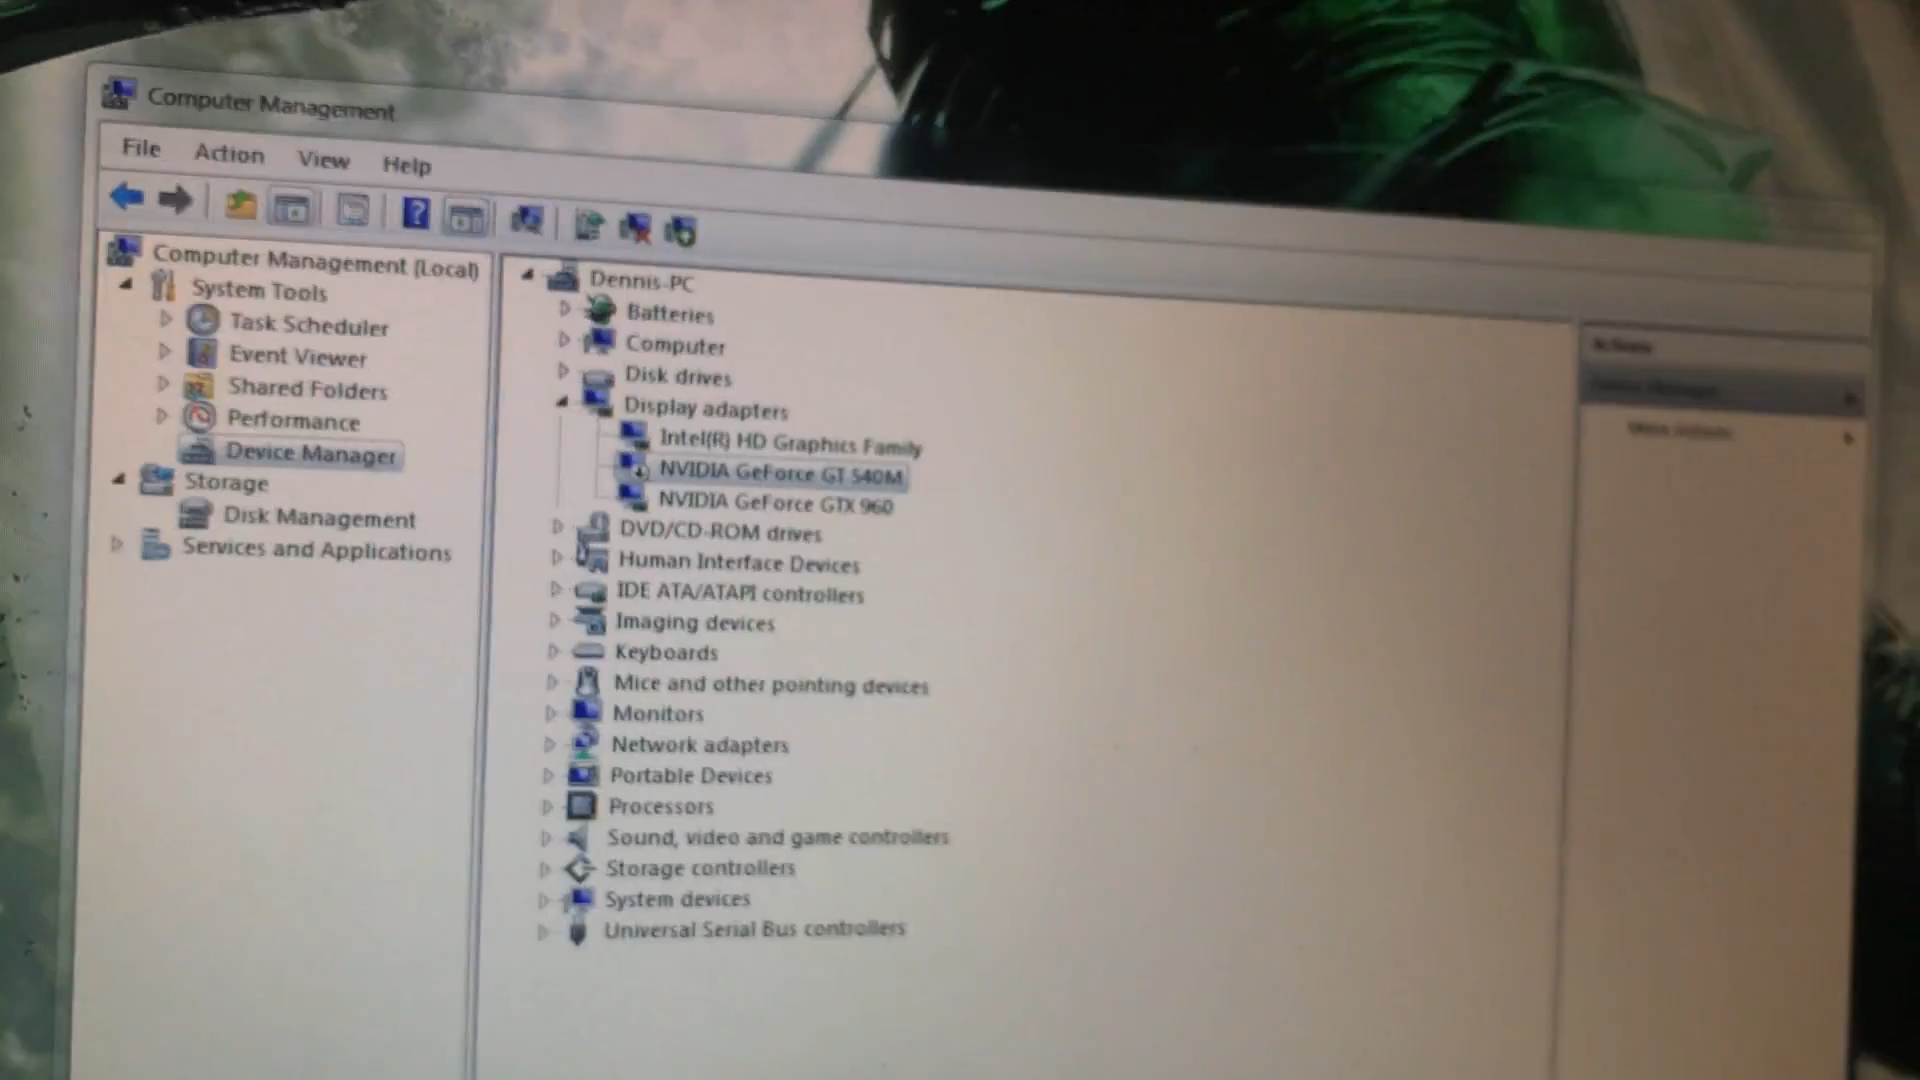 Computer Management
File Action View Help
Computer Management (Local)
System Tools
Task Scheduler
Event Viewer
Shared Folders
Performance
Device Manager
Storage
Disk Management
Services and Applications
Dennis-PC
Batteries
Computer
Disk drives
Display adapters
Intel(R) HD Graphics Family
NVIDIA GeForce GT 540M
NVIDIA GeForce GTX 960
DVD/CD-ROM drives
Human Interface Devices
IDE ATA/ATAPI controllers
Imaging devices
Keyboards
Mice and other pointing devices
Monitors
Network adapters
Portable Devices
Processors
Sound, video and game controllers
Storage controllers
System devices
Universal Serial Bus controllers